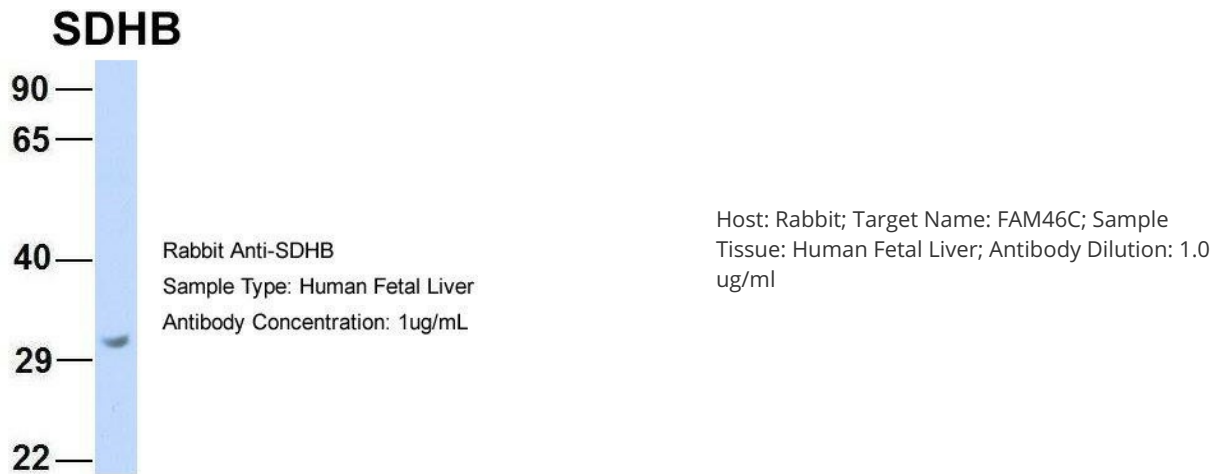 SDHB
90
65
40
29
22
Rabbit Anti-SDHB
Sample Type: Human Fetal Liver
Antibody Concentration: 1ug/mL
Host: Rabbit; Target Name: FAM46C; Sample
Tissue: Human Fetal Liver; Antibody Dilution: 1.0
ug/ml